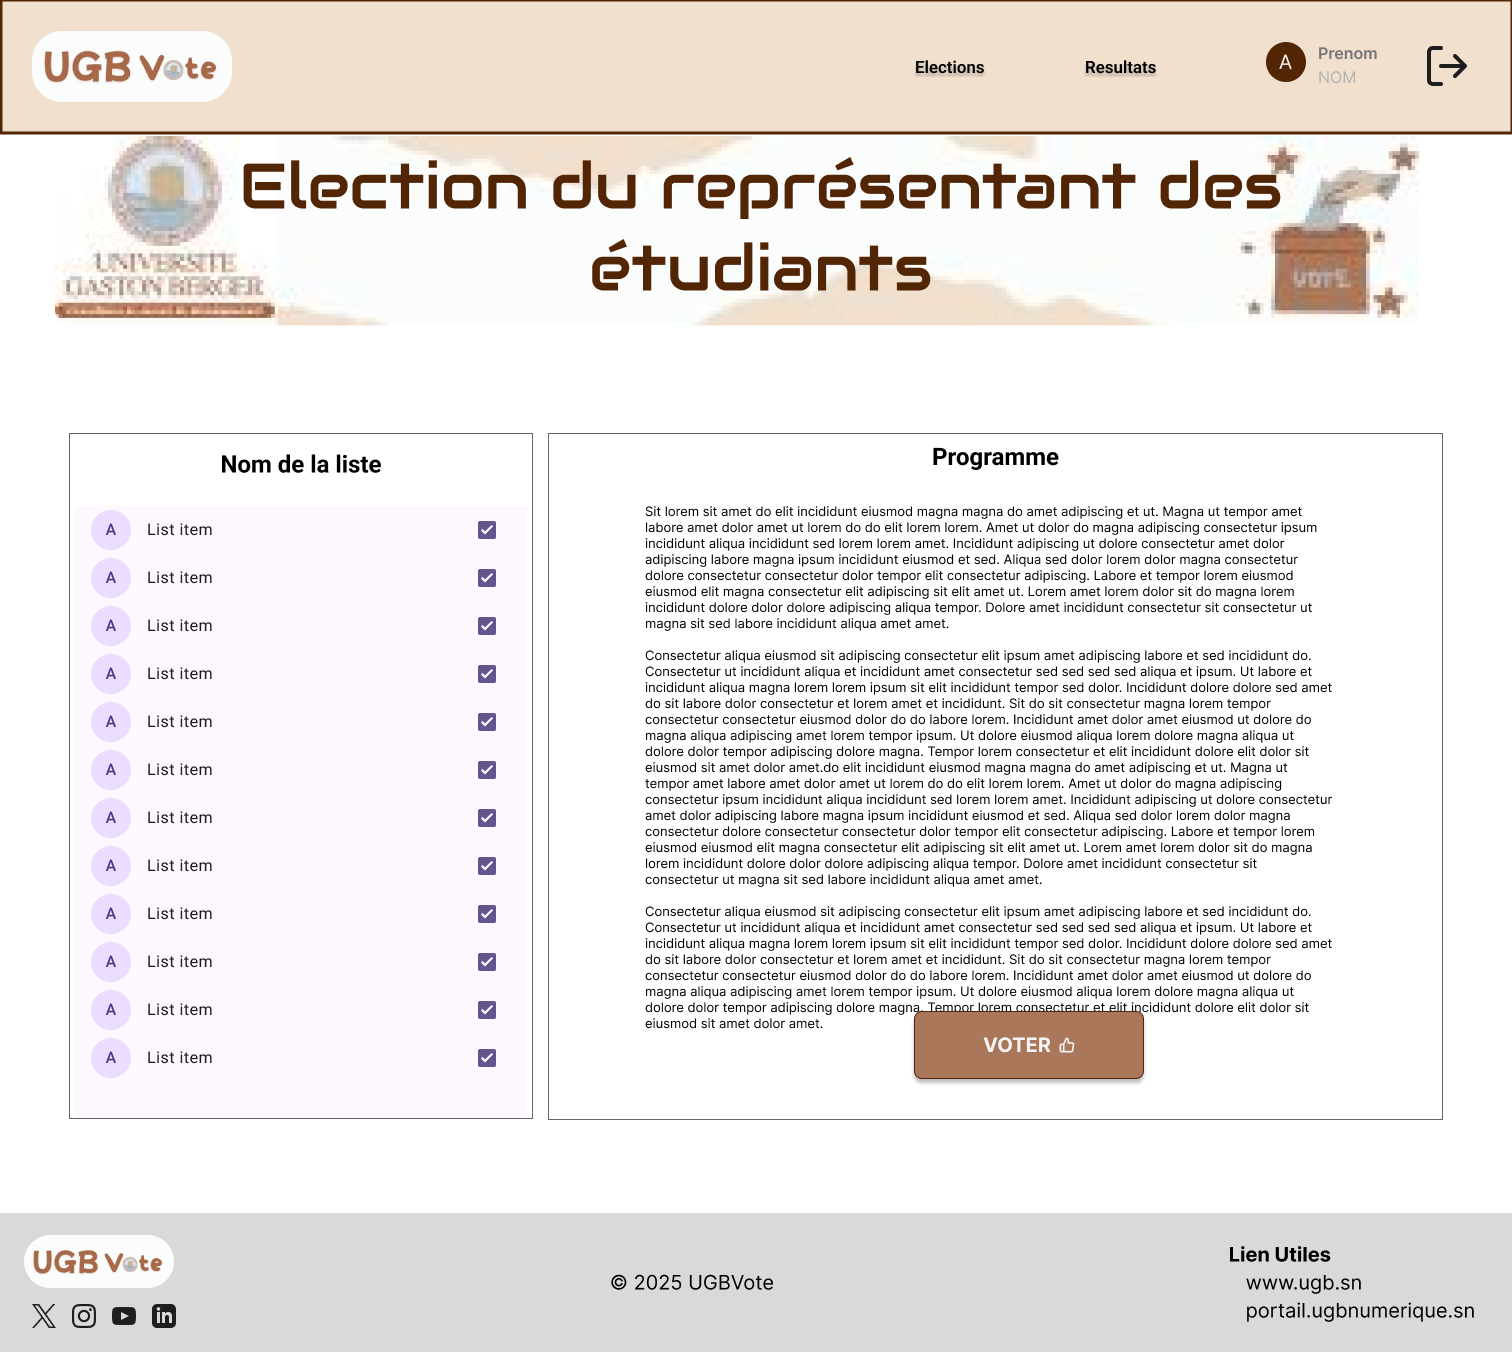 UGB Vote
Elections
Resultats
A
Prenom
NOM
Election du représentant des
étudiants
UNIVERSITE
GASTON BERGER
VOTE
Nom de la liste
A List item
A List item
A List item
A List item
A List item
A List item
A List item
A List item
A List item
A List item
A List item
A List item
Programme
Sit lorem sit amet do elit incididunt eiusmod magna magna do amet adipiscing et ut. Magna ut tempor amet
labore amet dolor amet ut lorem do do elit lorem lorem. Amet ut dolor do magna adipiscing consectetur ipsum
incididunt aliqua incididunt sed lorem lorem amet. Incididunt adipiscing ut dolore consectetur amet dolor
adipiscing labore magna ipsum incididunt eiusmod et sed. Aliqua sed dolor lorem dolor magna consectetur
dolore consectetur consectetur dolor tempor elit consectetur adipiscing. Labore et tempor lorem eiusmod
eiusmod elit magna consectetur elit adipiscing sit elit amet ut. Lorem amet lorem dolor sit do magna lorem
incididunt dolore dolor dolore adipiscing aliqua tempor. Dolore amet incididunt consectetur sit consectetur ut
magna sit sed labore incididunt aliqua amet amet.
Consectetur aliqua eiusmod sit adipiscing consectetur elit ipsum amet adipiscing labore et sed incididunt do.
Consectetur ut incididunt aliqua et incididunt amet consectetur sed sed sed sed aliqua et ipsum. Ut labore et
incididunt aliqua magna lorem lorem ipsum sit elit incididunt tempor sed dolor. Incididunt dolore dolore sed amet
do sit labore dolor consectetur et lorem amet et incididunt. Sit do sit consectetur magna lorem tempor
consectetur consectetur eiusmod dolor do do labore lorem. Incididunt amet dolor amet eiusmod ut dolore do
magna aliqua adipiscing amet lorem tempor ipsum. Ut dolore eiusmod aliqua lorem dolore magna aliqua ut
dolore dolor tempor adipiscing dolore magna. Tempor lorem consectetur et elit incididunt dolore elit dolor sit
eiusmod sit amet dolor amet.do elit incididunt eiusmod magna magna do amet adipiscing et ut. Magna ut
tempor amet labore amet dolor amet ut lorem do do elit lorem lorem. Amet ut dolor do magna adipiscing
consectetur ipsum incididunt aliqua incididunt sed lorem lorem amet. Incididunt adipiscing ut dolore consectetur
amet dolor adipiscing labore magna ipsum incididunt eiusmod et sed. Aliqua sed dolor lorem dolor magna
consectetur dolore consectetur consectetur dolor tempor elit consectetur adipiscing. Labore et tempor lorem
eiusmod eiusmod elit magna consectetur elit adipiscing sit elit amet ut. Lorem amet lorem dolor sit do magna
lorem incididunt dolore dolor dolore adipiscing aliqua tempor. Dolore amet incididunt consectetur sit
consectetur ut magna sit sed labore incididunt aliqua amet amet.
Consectetur aliqua eiusmod sit adipiscing consectetur elit ipsum amet adipiscing labore et sed incididunt do.
Consectetur ut incididunt aliqua et incididunt amet consectetur sed sed sed sed aliqua et ipsum. Ut labore et
incididunt aliqua magna lorem lorem ipsum sit elit incididunt tempor sed dolor. Incididunt dolore dolore sed amet
do sit labore dolor consectetur et lorem amet et incididunt. Sit do sit consectetur magna lorem tempor
consectetur consectetur eiusmod dolor do do labore lorem. Incididunt amet dolor amet eiusmod ut dolore do
magna aliqua adipiscing amet lorem tempor ipsum. Ut dolore eiusmod aliqua lorem dolore magna aliqua ut
dolore dolor tempor adipiscing dolore magna. Tempor lorem consectetur et elit incididunt dolore elit dolor sit
eiusmod sit amet dolor amet.
VOTER
UGB Vote
© 2025 UGBVote
Lien Utiles
www.ugb.sn
portail.ugbnumerique.sn